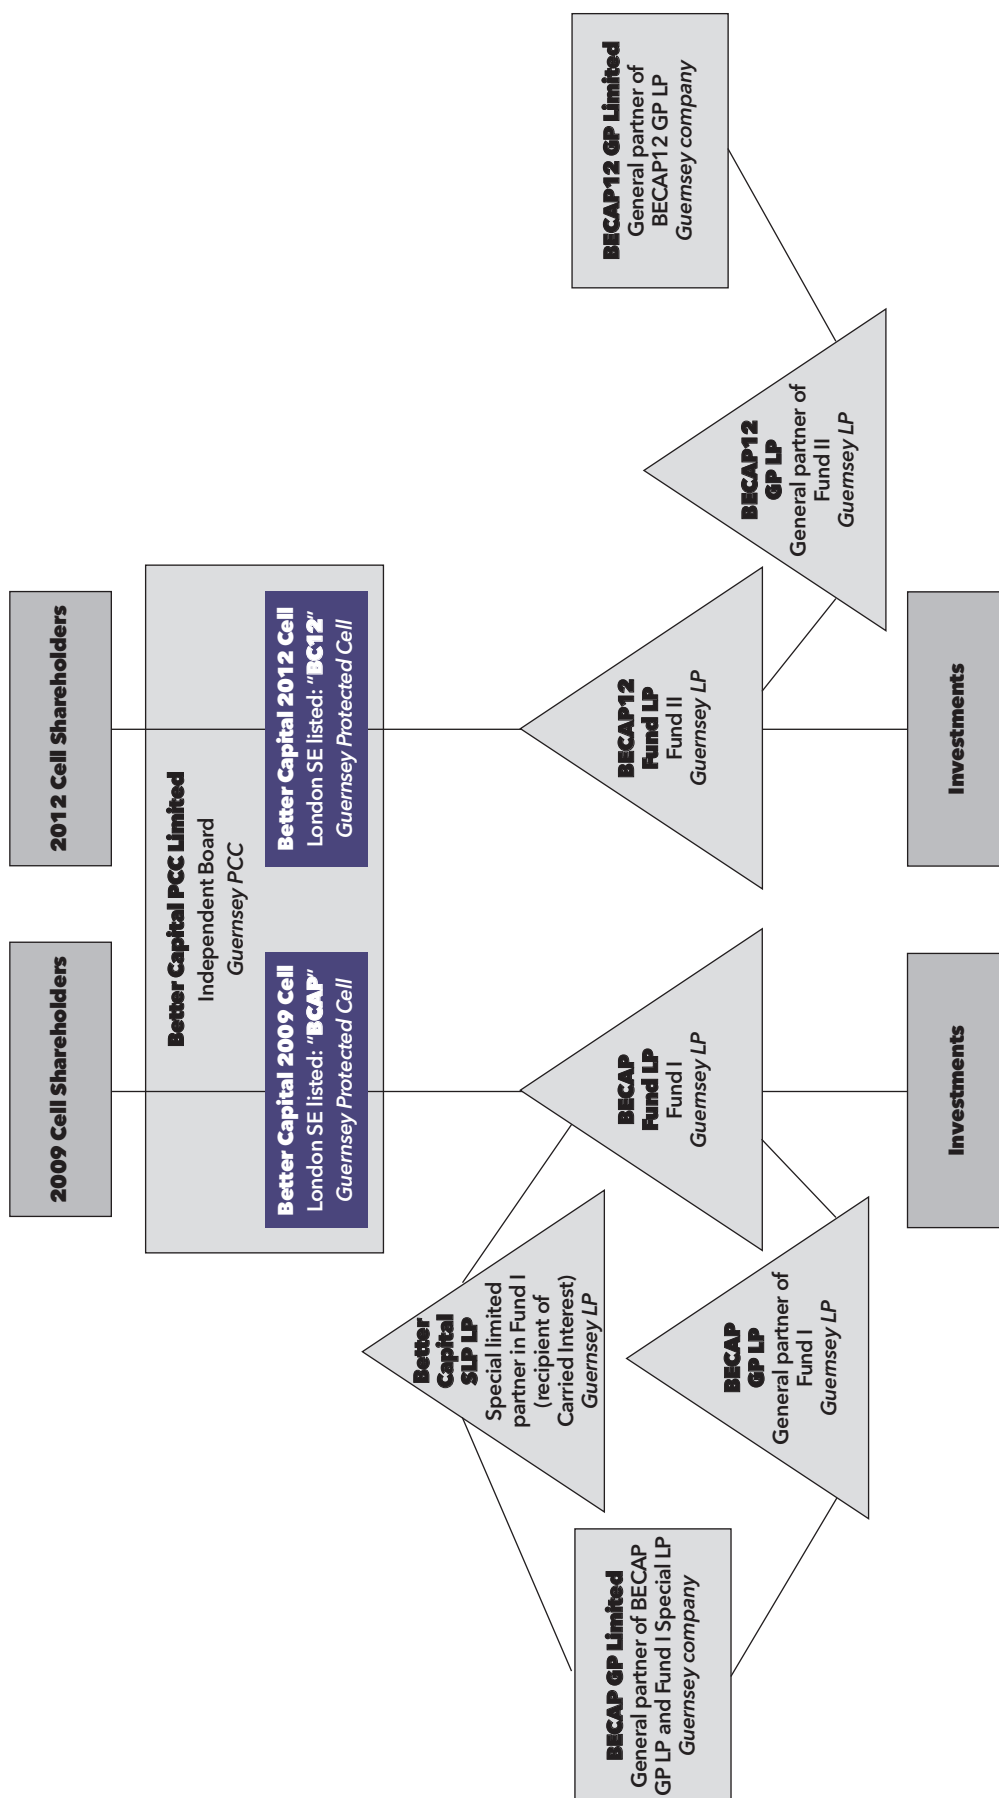 2009 Cell Shareholders
2012 Cell Shareholders
Better Capital PCC Limited
Independent Board
Guernsey PCC
Better Capital 2009 Cell
London SE listed: "BCAP"
Guernsey Protected Cell
Better Capital 2012 Cell
London SE listed: "BC12"
Guernsey Protected Cell
Better
Capital
SLP LP
Special limited
partner in Fund I
(recipient of
Carried Interest)
Guernsey LP
BECAP GP Limited
General partner of BECAP
GP LP and Fund I Special LP
Guernsey company
BECAP
GP LP
General partner of
Fund I
Guernsey LP
BECAP
Fund LP
Fund I
Guernsey LP
BECAP12
Fund LP
Fund II
Guernsey LP
BECAP12
GP LP
General partner of
Fund II
Guernsey LP
BECAP12 GP Limited
General partner of
BECAP12 GP LP
Guernsey company
Investments
Investments